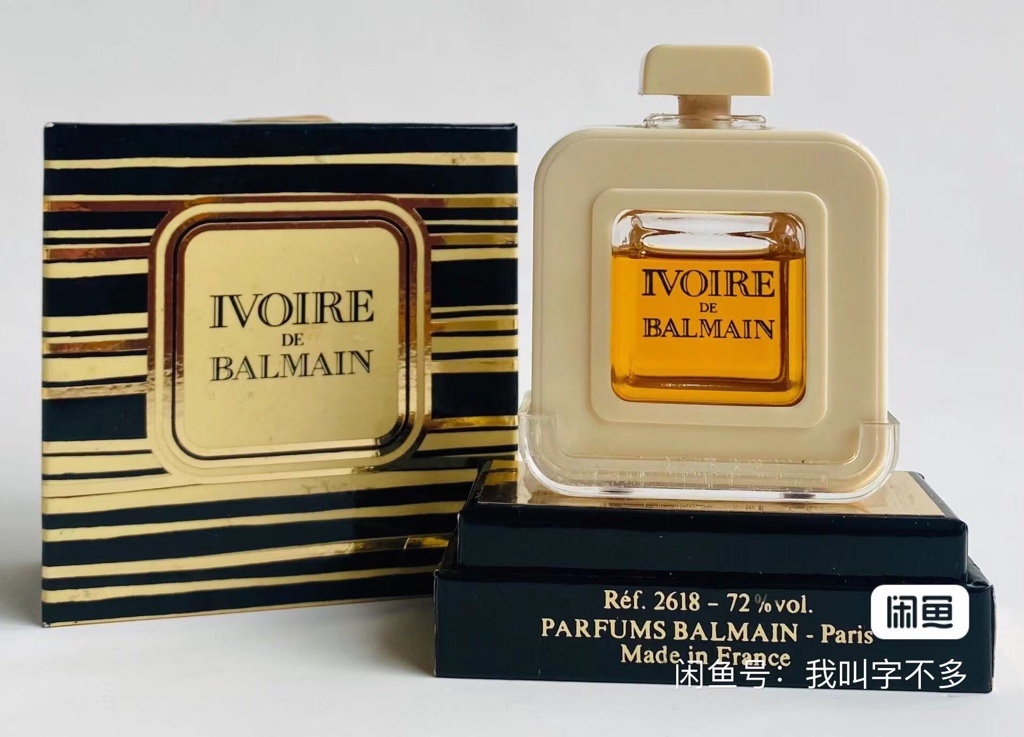 IVOIRE
DE
BALMAIN
IVOIRE
DE
BALMAIN
Réf. 2618 – 72% vol.
PARFUMS BALMAIN - Paris
Made in France
闲鱼
闲鱼号：我叫字不多